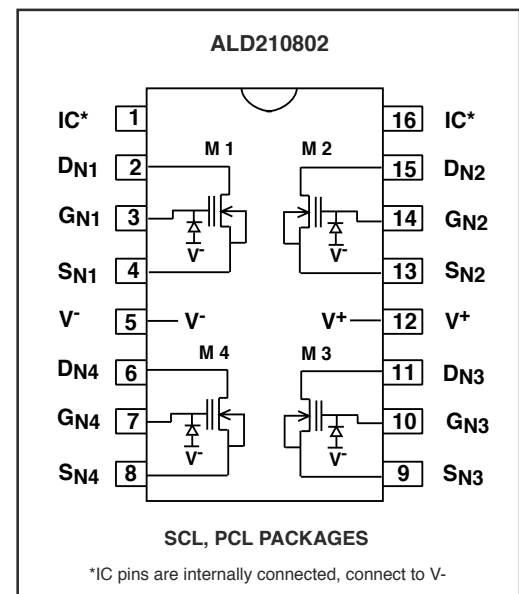 ALD210802
IC* 1 16 IC*
M 1 M 2
DN1 2 15 DN2
GN1 3 14 GN2
V- V-
SN1 4 13 SN2
V- 5 V- V+ 12 V+
M 4 M 3
DN4 6 11 DN3
GN4 7 10 GN3
V- V-
SN4 8 9 SN3
SCL, PCL PACKAGES
*IC pins are internally connected, connect to V-